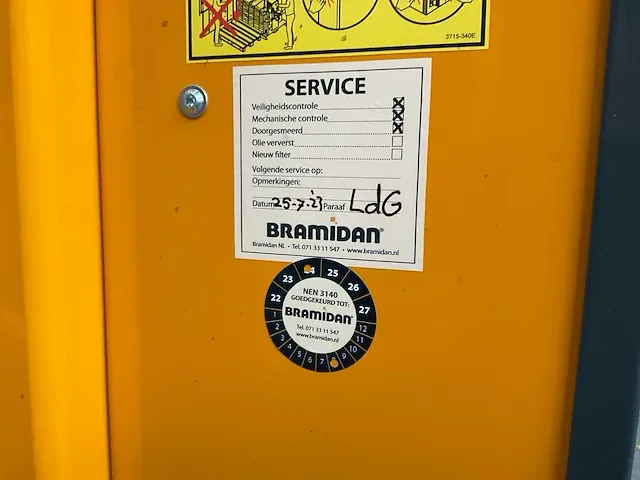 3715-340E
SERVICE
Veiligheidscontrole X
Mechanische controle X
Doorgesmeerd X
Olie ververst
Nieuw filter
Volgende service op:
Opmerkingen:
Datum 25-7-'23 Paraaf LdG
BRAMIDAN
Bramidan NL • Tel. 071 33 11 547 • www.bramidan.nl
22 23 24 25 26 27
NEN 3140
GOEDGEKEURD TOT:
BRAMIDAN
Tel. 071 33 11 547
www.bramidan.nl
1 2 3 4 5 6 7 9 10 11 12